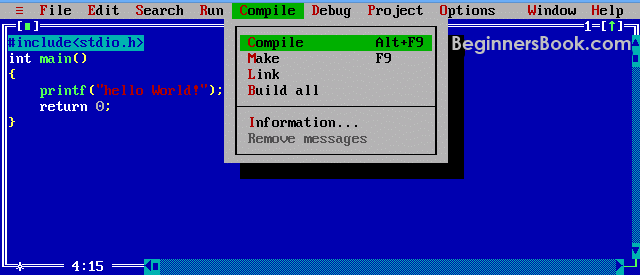 ≡ File Edit Search Run Compile Debug Project Options Window Help
1=[↑]
#include<stdio.h>
int main()
{
printf("hello World!");
return 0;
}
Compile Alt+F9
Make F9
Link
Build all
Information...
Remove messages
BeginnersBook.com
4:15